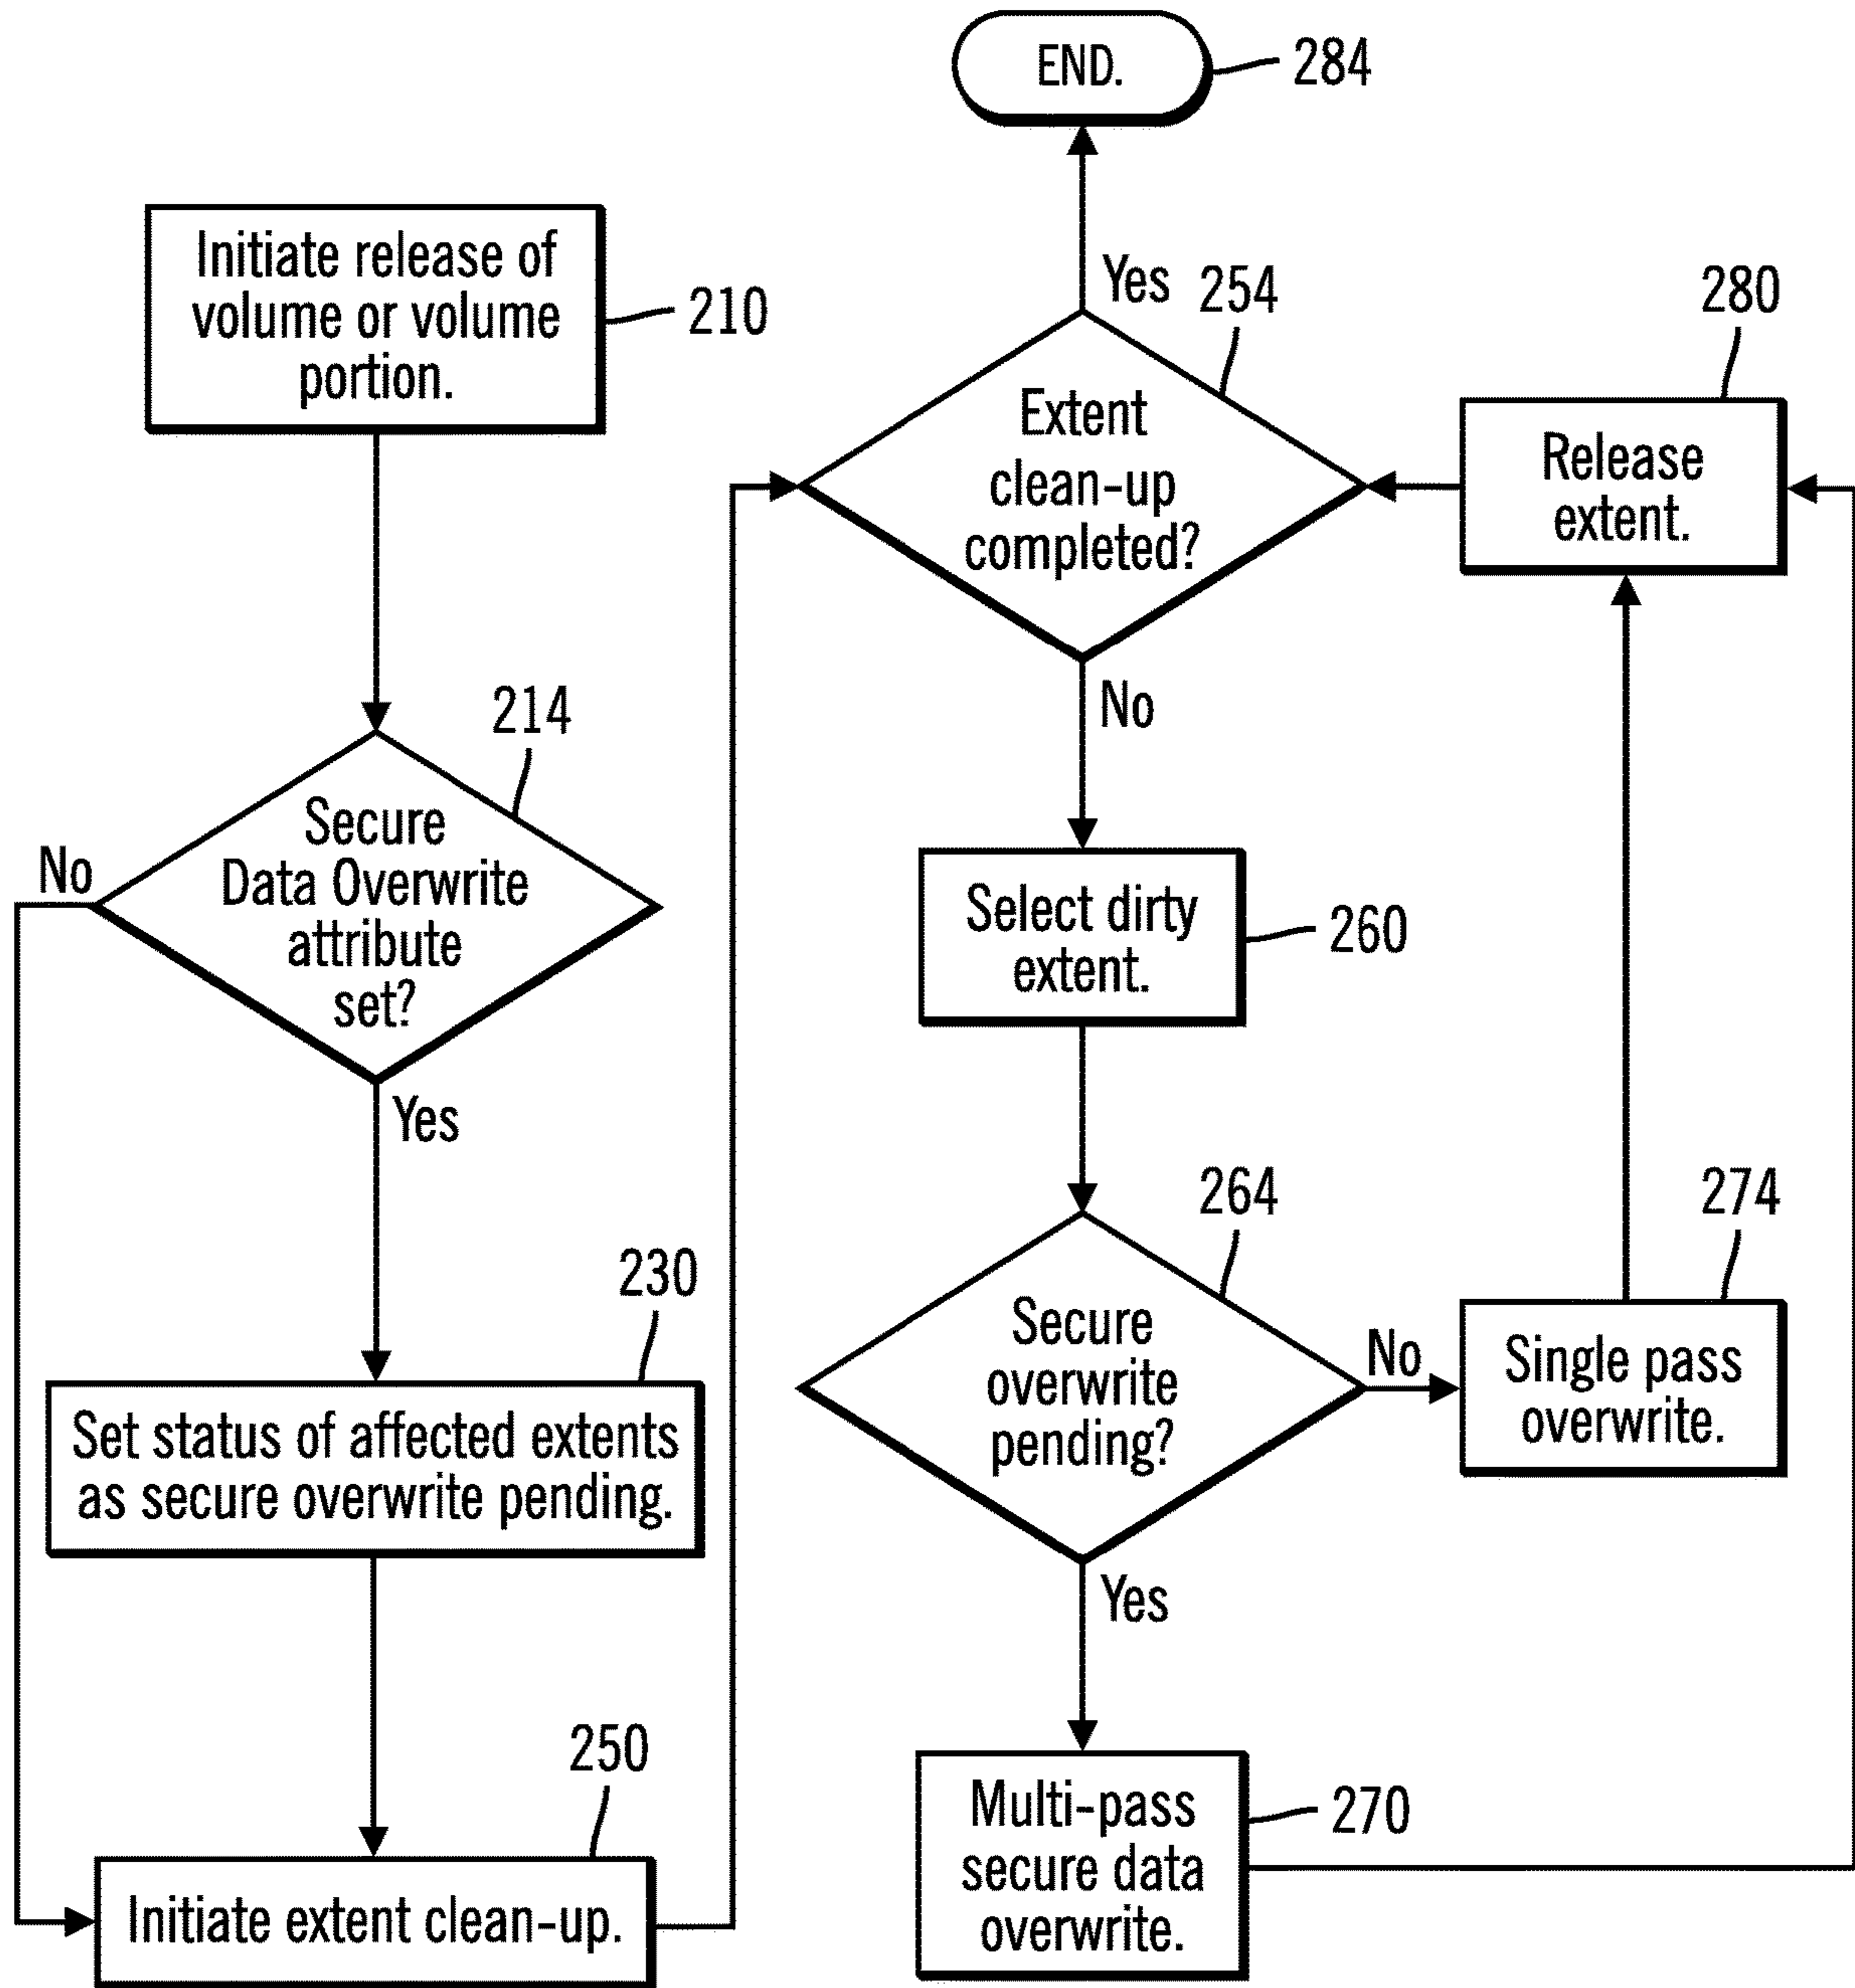 END.
284
Initiate release of
volume or volume
portion.
210
Yes
254
280
Extent
clean-up
completed?
Release
extent.
No
214
Secure
Data Overwrite
attribute
set?
No
Select dirty
extent.
260
Yes
230
264
274
Set status of affected extents
as secure overwrite pending.
Secure
overwrite
pending?
No
Single pass
overwrite.
Yes
250
Initiate extent clean-up.
Multi-pass
secure data
overwrite.
270